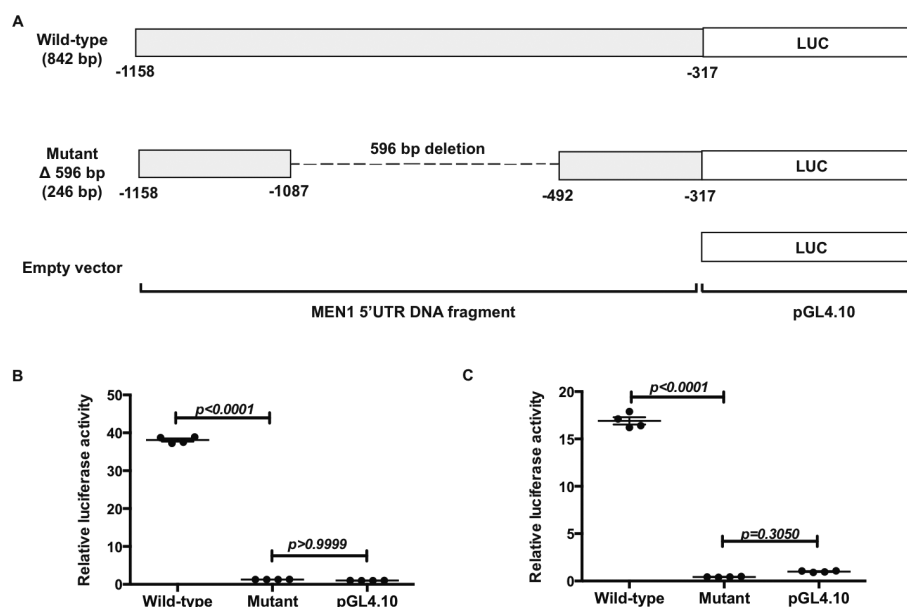 A
Wild-type
(842 bp)
LUC
-1158
-317
Mutant
Δ 596 bp
(246 bp)
596 bp deletion
LUC
-1158
-1087
-492
-317
Empty vector
LUC
MEN1 5'UTR DNA fragment
pGL4.10
B
Relative luciferase activity
50
40
30
20
10
0
p<0.0001
p>0.9999
Wild-type
Mutant
pGL4.10
C
Relative luciferase activity
20
15
10
5
0
p<0.0001
p=0.3050
Wild-type
Mutant
pGL4.10